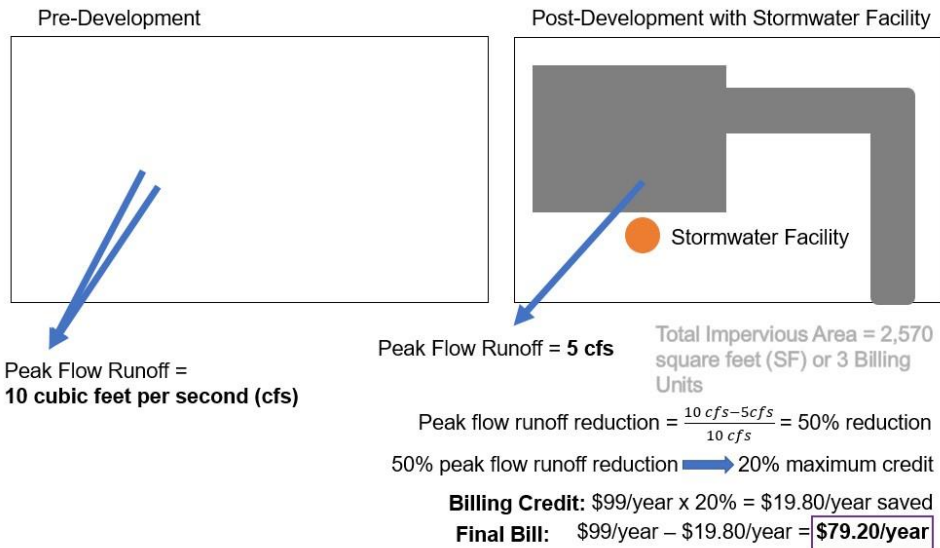 Pre-Development
Post-Development with Stormwater Facility
Stormwater Facility
Peak Flow Runoff =
10 cubic feet per second (cfs)
Peak Flow Runoff = 5 cfs
Total Impervious Area = 2,570
square feet (SF) or 3 Billing
Units
Peak flow runoff reduction = \frac{10 cfs−5cfs}{10 cfs} = 50% reduction
50% peak flow runoff reduction 20% maximum credit
Billing Credit: $99/year x 20% = $19.80/year saved
Final Bill: $99/year – $19.80/year = $79.20/year